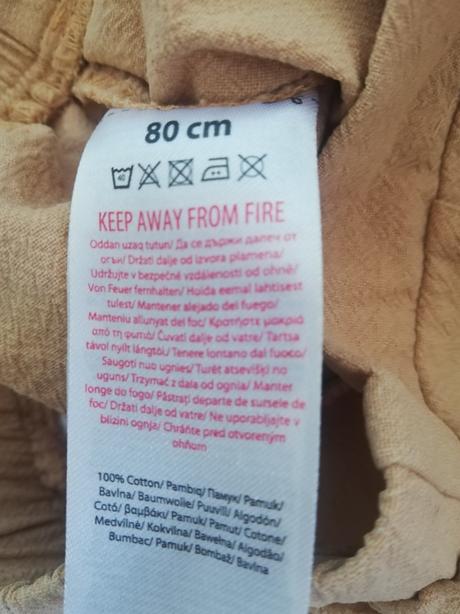 80 cm
40
KEEP AWAY FROM FIRE
Oddan uzaq tutun/ Да се държи далеч от
огън/ Držati dalje od izvora plamena/
Udržujte v bezpečné vzdálenosti od ohně/
Von Feuer fernhalten/ Hoida eemal lahtisest
tulest/ Mantener alejado del fuego/
Manteniu allunyat del foc/ Κρατήστε μακριά
από τη φωτιά/ Čuvati dalje od vatre/ Tartsa
távol nyílt lángtól/ Tenere lontano dal fuoco/
Saugoti nuo ugnies/ Turēt atsevišķi no
uguns/ Trzymać z dala od ognia/ Manter
longe do fogo/ Păstrați departe de sursele de
foc/ Držati dalje od vatre/ Ne uporabljajte v
bližini ognja/ Chráňte pred otvoreným
ohňom
100% Cotton/ Pambıq/ Памук/ Pamuk/
Bavlna/ Baumwolle/ Puuvill/ Algodón/
Cotó/ βαμβάκι/ Pamuk/ Pamut/ Cotone/
Medvilnė/ Kokvilna/ Bawełna/ Algodão/
Bumbac/ Pamuk/ Bombaž/ Bavlna